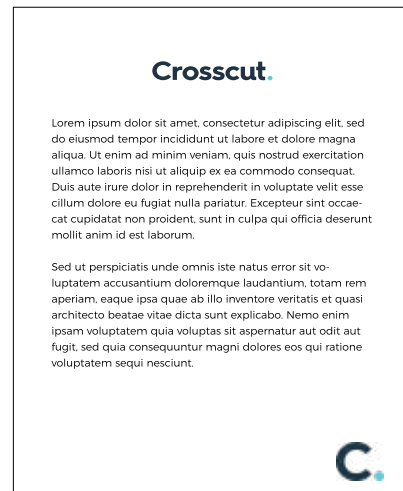 Crosscut.
Lorem ipsum dolor sit amet, consectetur adipiscing elit, sed
do eiusmod tempor incididunt ut labore et dolore magna
aliqua. Ut enim ad minim veniam, quis nostrud exercitation
ullamco laboris nisi ut aliquip ex ea commodo consequat.
Duis aute irure dolor in reprehenderit in voluptate velit esse
cillum dolore eu fugiat nulla pariatur. Excepteur sint occae-
cat cupidatat non proident, sunt in culpa qui officia deserunt
mollit anim id est laborum.
Sed ut perspiciatis unde omnis iste natus error sit vo-
luptatem accusantium doloremque laudantium, totam rem
aperiam, eaque ipsa quae ab illo inventore veritatis et quasi
architecto beatae vitae dicta sunt explicabo. Nemo enim
ipsam voluptatem quia voluptas sit aspernatur aut odit aut
fugit, sed quia consequuntur magni dolores eos qui ratione
voluptatem sequi nesciunt.
C.